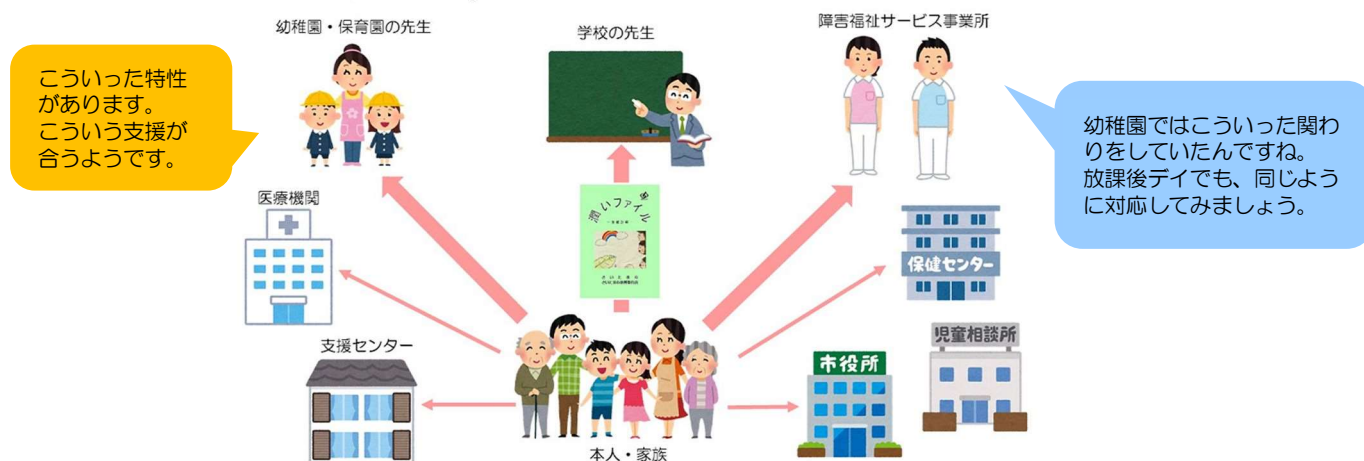 幼稚園・保育園の先生
学校の先生
障害福祉サービス事業所
こういった特性
があります。
こういう支援が
合うようです。
幼稚園ではこういった関わ
りをしていたんですね。
放課後デイでも、同じよう
に対応してみましょう。
医療機関
潤いファイル
保健センター
支援センター
児童相談所
市役所
本人・家族